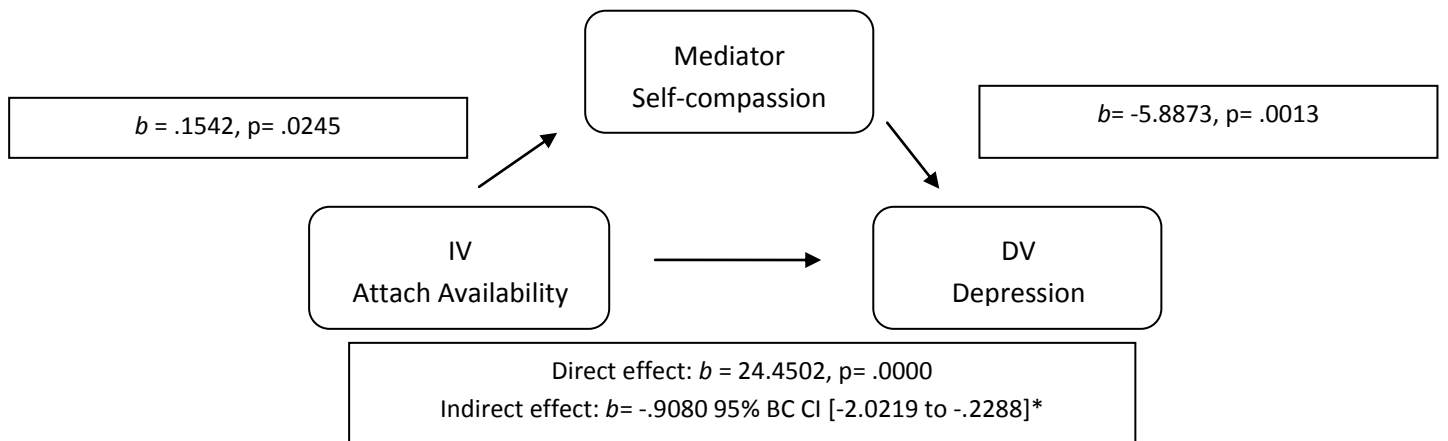 Mediator
Self-compassion
b = .1542, p= .0245
b= -5.8873, p= .0013
IV
Attach Availability
DV
Depression
Direct effect: b = 24.4502, p= .0000
Indirect effect: b= -.9080 95% BC CI [-2.0219 to -.2288]*